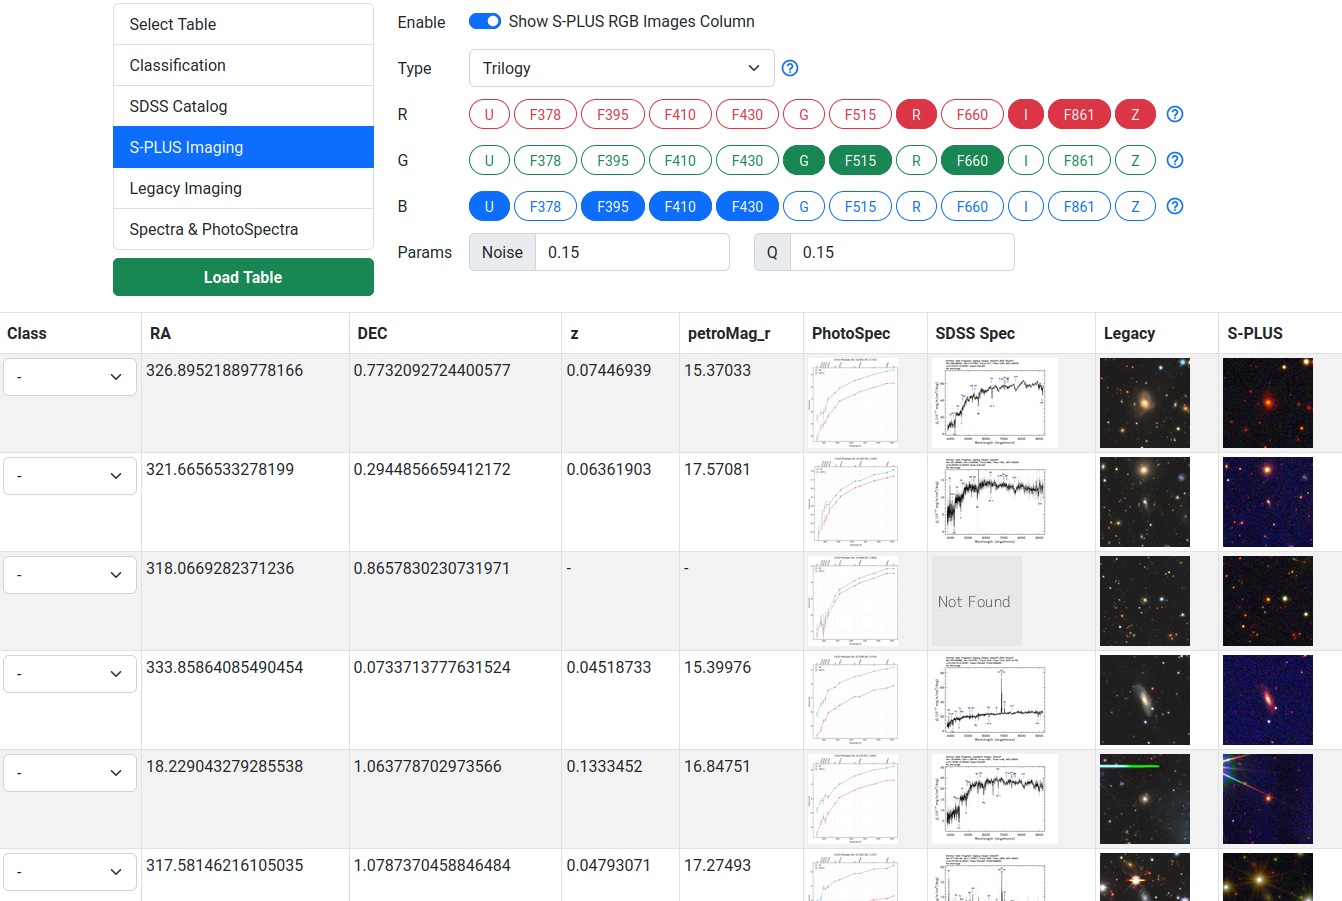 Select Table
Classification
SDSS Catalog
S-PLUS Imaging
Legacy Imaging
Spectra & PhotoSpectra
Load Table
Enable Show S-PLUS RGB Images Column
Type Trilogy
R U F378 F395 F410 F430 G F515 R F660 I F861 Z
G U F378 F395 F410 F430 G F515 R F660 I F861 Z
B U F378 F395 F410 F430 G F515 R F660 I F861 Z
Params Noise 0.15 Q 0.15
Class RA DEC z petroMag_r PhotoSpec SDSS Spec Legacy S-PLUS
- 326.89521889778166 0.7732092724400577 0.07446939 15.37033
- 321.6656533278199 0.2944856659412172 0.06361903 17.57081
- 318.0669282371236 0.8657830230731971 - - Not Found
- 333.85864085490454 0.0733713777631524 0.04518733 15.39976
- 18.229043279285538 1.063778702973566 0.1333452 16.84751
- 317.58146216105035 1.0787370458846484 0.04793071 17.27493